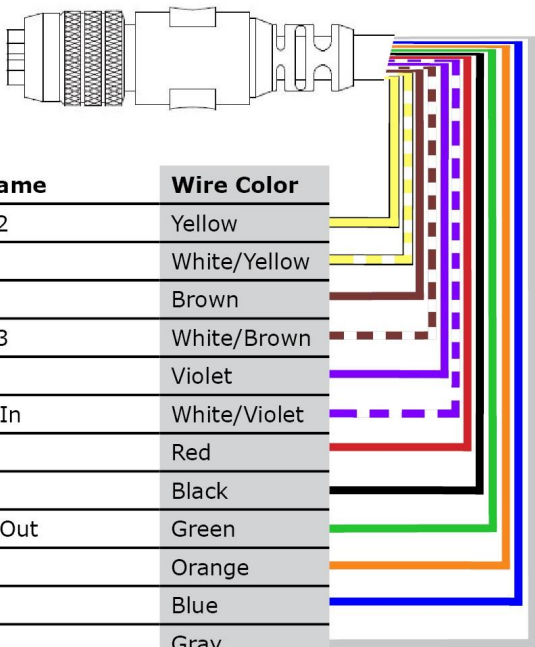 ame Wire Color
2 Yellow
White/Yellow
Brown
3 White/Brown
Violet
In White/Violet
Red
Black
Out Green
Orange
Blue
Gray